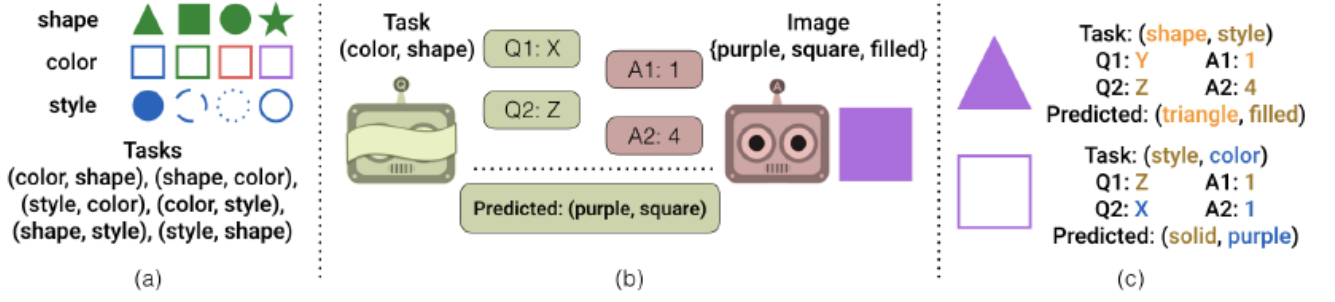 shape
color
style
Tasks
(color, shape), (shape, color),
(style, color), (color, style),
(shape, style), (style, shape)
(a)
Task
(color, shape)
Q1: X
A1: 1
Q2: Z
A2: 4
Q
A
Image
{purple, square, filled}
Predicted: (purple, square)
(b)
Task: (shape, style)
Q1: Y A1: 1
Q2: Z A2: 4
Predicted: (triangle, filled)
Task: (style, color)
Q1: Z A1: 1
Q2: X A2: 1
Predicted: (solid, purple)
(c)